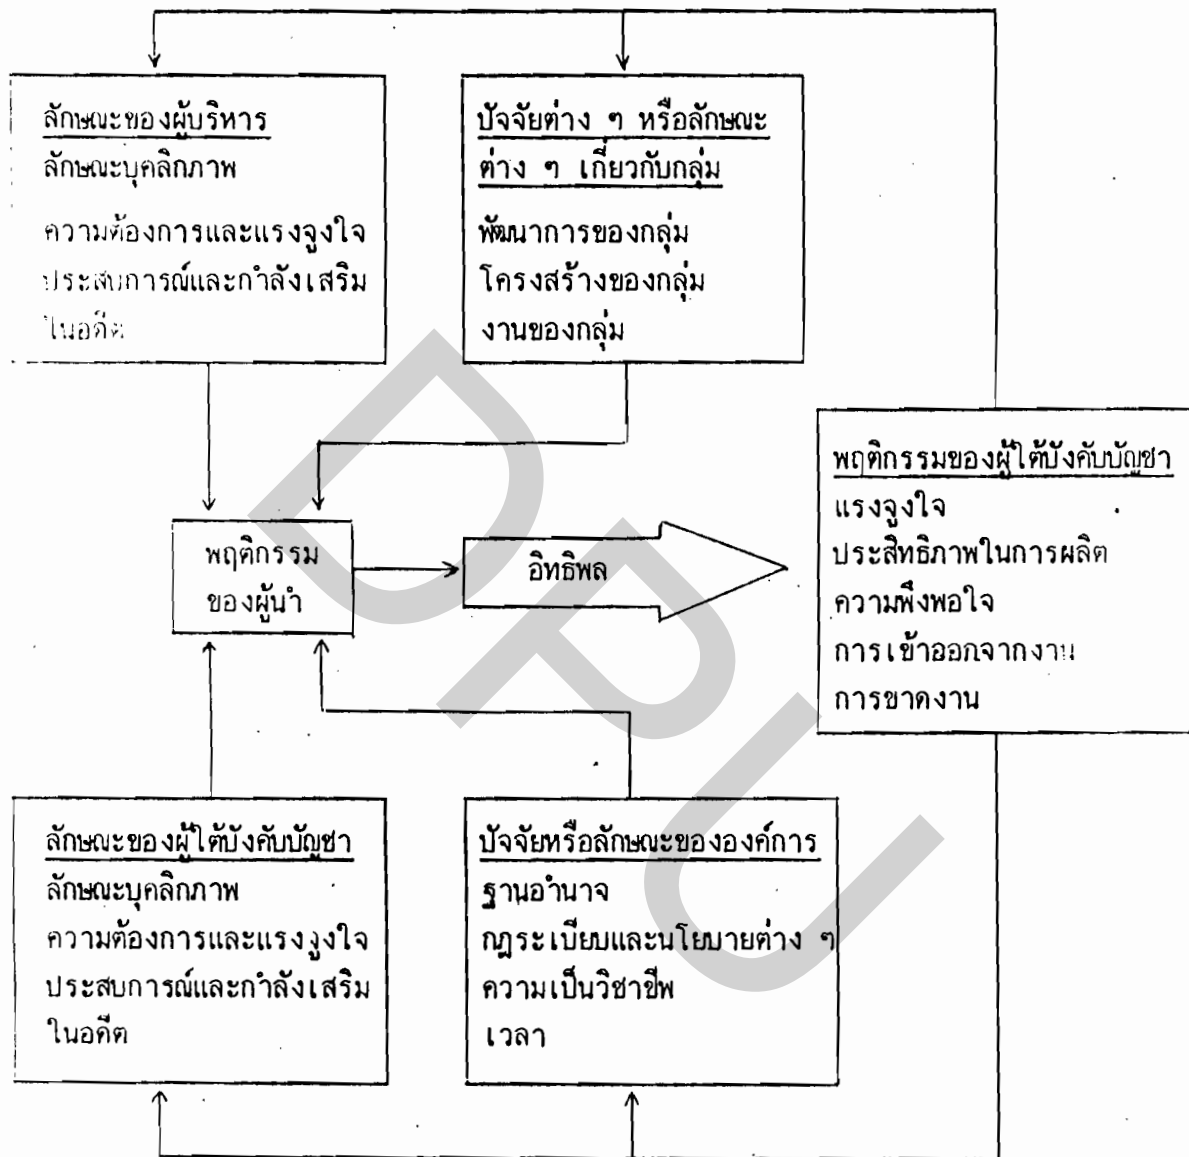 ลักษณะของผู้บริหาร
ลักษณะบุคลิกภาพ
ความต้องการและแรงจูงใจ
ประสบการณ์และกำลังเสริม
ในอดีต
ปัจจัยต่าง ๆ หรือลักษณะ
ต่าง ๆ เกี่ยวกับกลุ่ม
พัฒนาการของกลุ่ม
โครงสร้างของกลุ่ม
งานของกลุ่ม
พฤติกรรม
ของผู้นำ
อิทธิพล
พฤติกรรมของผู้ใต้บังคับบัญชา
แรงจูงใจ
ประสิทธิภาพในการผลิต
ความพึงพอใจ
การเข้าออกจากงาน
การขาดงาน
ลักษณะของผู้ใต้บังคับบัญชา
ลักษณะบุคลิกภาพ
ความต้องการและแรงจูงใจ
ประสบการณ์และกำลังเสริม
ในอดีต
ปัจจัยหรือลักษณะขององค์การ
ฐานอำนาจ
กฎระเบียบและนโยบายต่าง ๆ
ความเป็นวิชาชีพ
เวลา
DPU